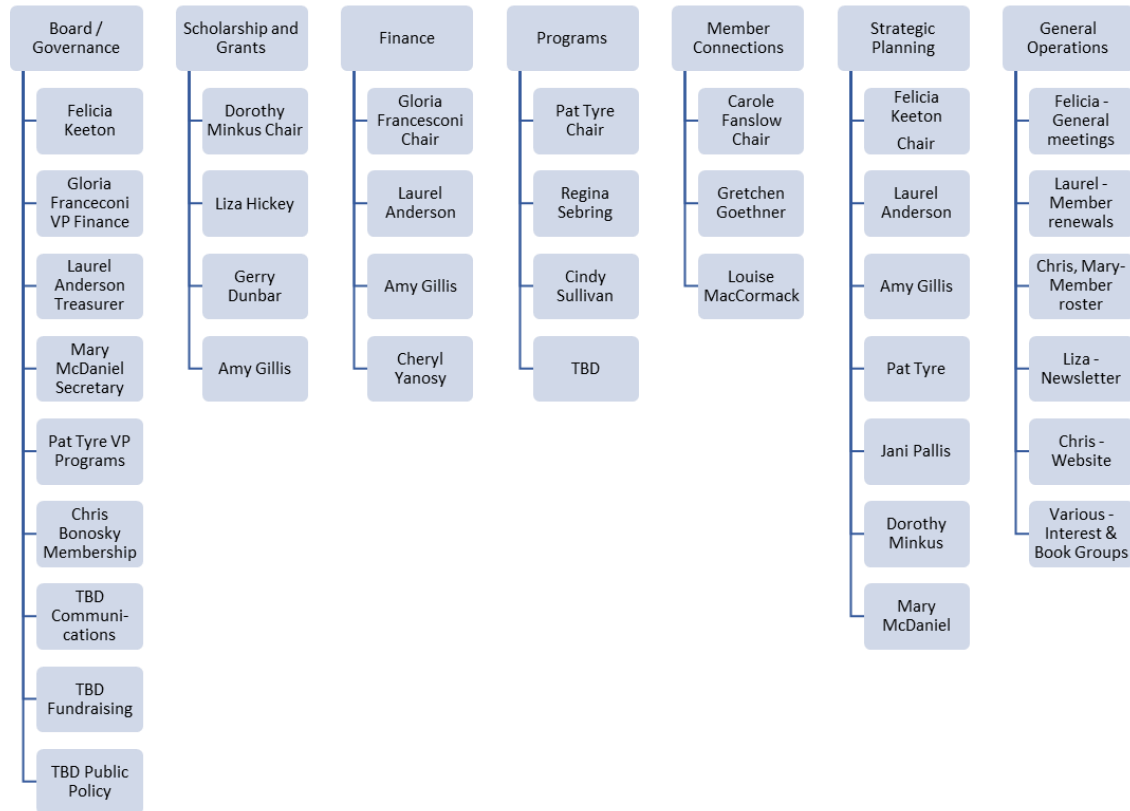 Board /
Governance
Felicia
Keeton
Gloria
Franceconi
VP Finance
Laurel
Anderson
Treasurer
Mary
McDaniel
Secretary
Pat Tyre VP
Programs
Chris
Bonosky
Membership
TBD
Communi-
cations
TBD
Fundraising
TBD Public
Policy
Scholarship and
Grants
Dorothy
Minkus Chair
Liza Hickey
Gerry
Dunbar
Amy Gillis
Finance
Gloria
Francesconi
Chair
Laurel
Anderson
Amy Gillis
Cheryl
Yanosy
Programs
Pat Tyre
Chair
Regina
Sebring
Cindy
Sullivan
TBD
Member
Connections
Carole
Fanslow
Chair
Gretchen
Goethner
Louise
MacCormack
Strategic
Planning
Felicia
Keeton
Chair
Laurel
Anderson
Amy Gillis
Pat Tyre
Jani Pallis
Dorothy
Minkus
Mary
McDaniel
General
Operations
Felicia -
General
meetings
Laurel -
Member
renewals
Chris, Mary-
Member
roster
Liza -
Newsletter
Chris -
Website
Various -
Interest &
Book Groups